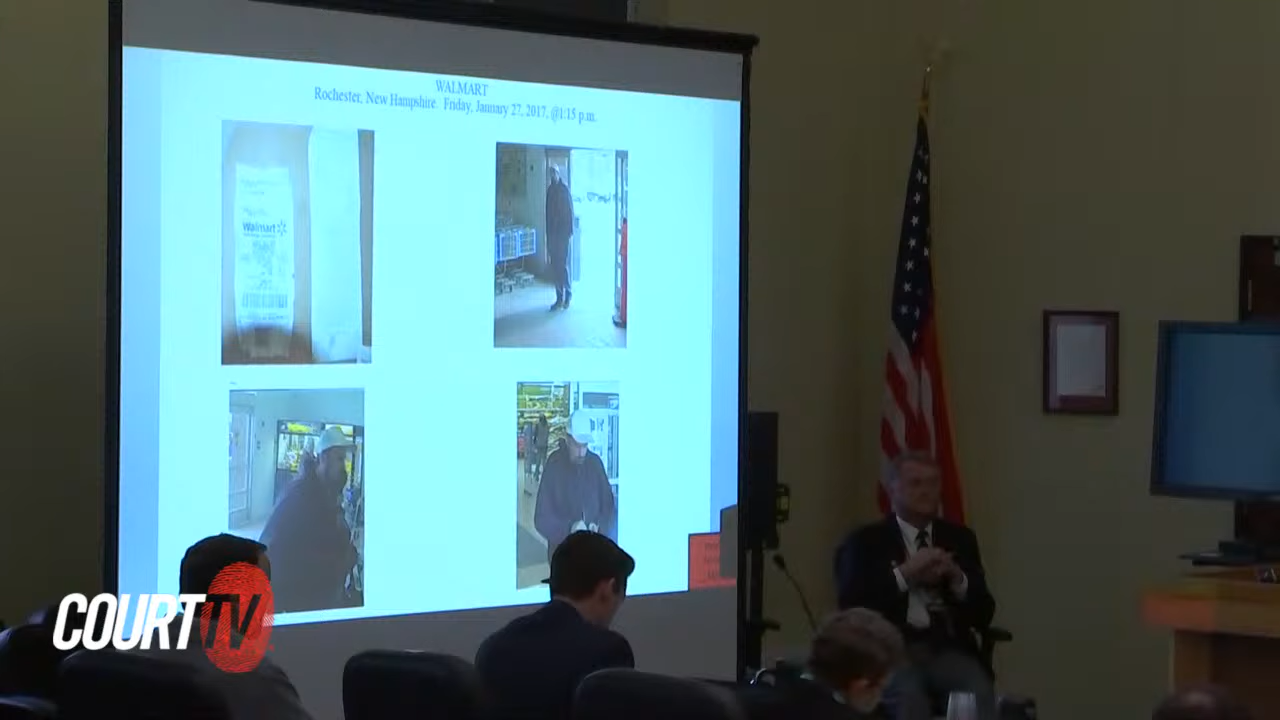 WALMART
Rochester, New Hampshire. Friday, January 27, 2017, @1:15 p.m.
Walmart
COURT TV